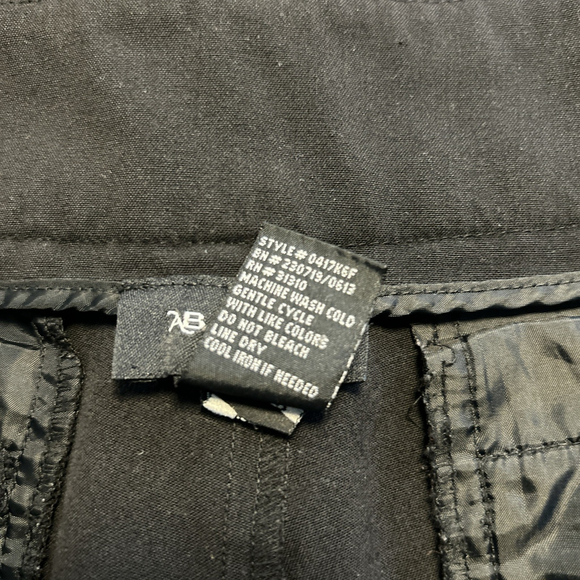 STYLE# 0417K6F
BN# 230719/0613
RN# 31310
MACHINE WASH COLD
GENTLE CYCLE
WITH LIKE COLORS
DO NOT BLEACH
LINE DRY
COOL IRON IF NEEDED
AB